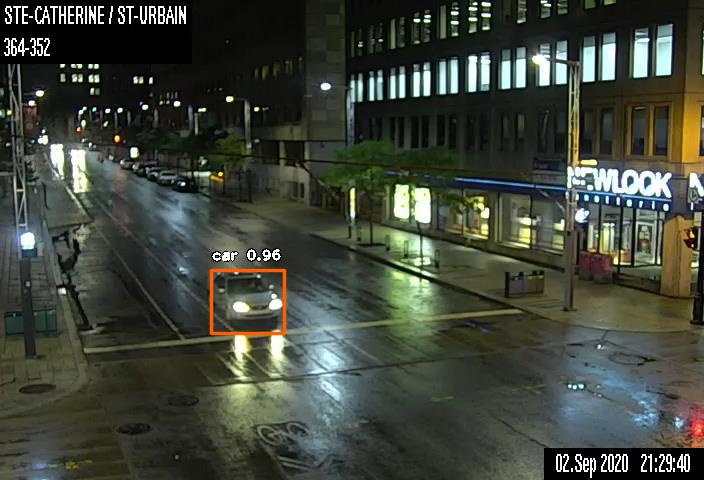 STE-CATHERINE / ST-URBAIN
364-352
NEWLOOK
car 0.96
02.Sep 2020 21:29:40